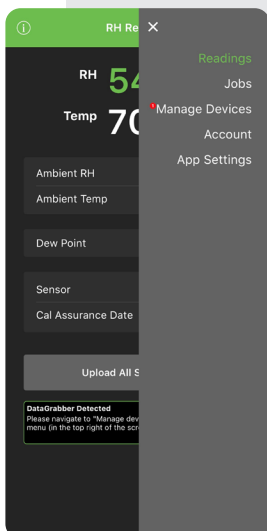 RH Re
RH 54
Temp 70
Ambient RH
Ambient Temp
Dew Point
Sensor
Cal Assurance Date
Upload All S
DataGrabber Detected
Please navigate to "Manage dev
menu (in the top right of the scre
Readings
Jobs
Manage Devices
Account
App Settings